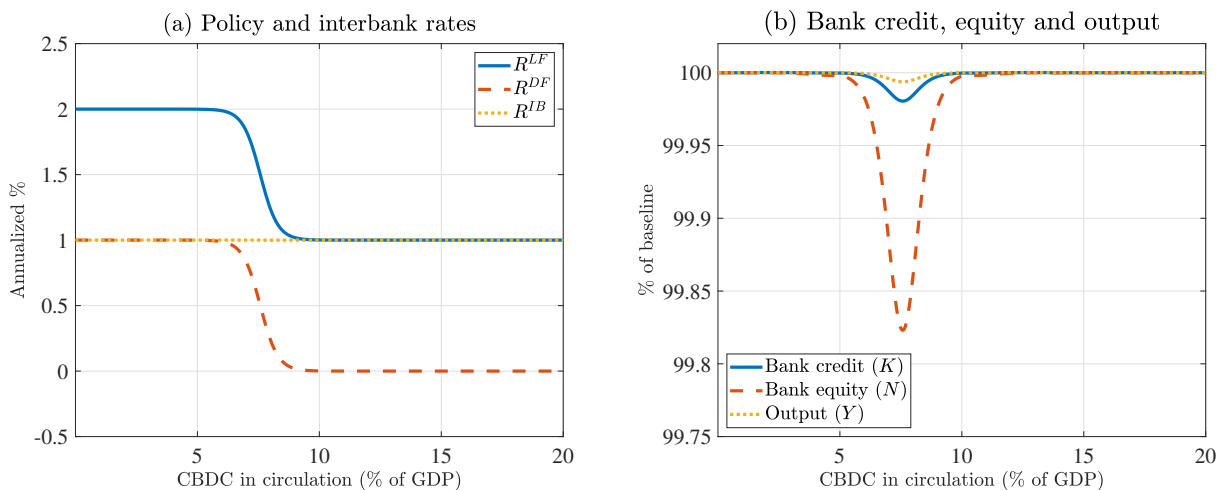 (a) Policy and interbank rates
2.5
2
1.5
1
0.5
0
-0.5
5
10
15
20
Annualized %
CBDC in circulation (% of GDP)
R^{LF}
R^{DF}
R^{IB}
(b) Bank credit, equity and output
100
99.95
99.9
99.85
99.8
99.75
5
10
15
20
% of baseline
CBDC in circulation (% of GDP)
Bank credit (K)
Bank equity (N)
Output (Y)